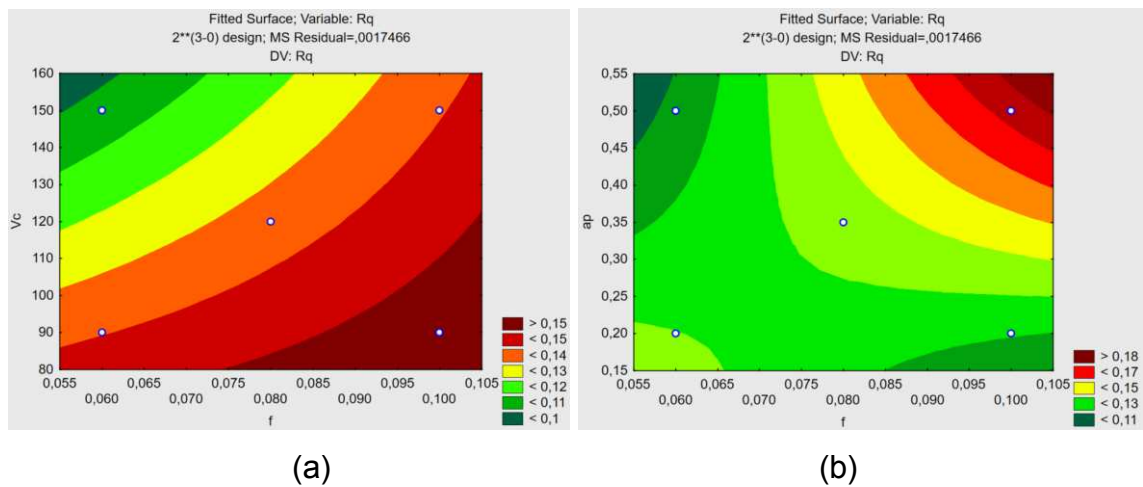 Fitted Surface; Variable: Rq
2**(3-0) design; MS Residual=,0017466
DV: Rq
160
150
140
130
120
110
100
90
80
Vc
0,055 0,065 0,075 0,085 0,095 0,105
0,060 0,070 0,080 0,090 0,100
f
> 0,15
< 0,15
< 0,14
< 0,13
< 0,12
< 0,11
< 0,1
(a)
Fitted Surface; Variable: Rq
2**(3-0) design; MS Residual=,0017466
DV: Rq
0,55
0,50
0,45
0,40
0,35
0,30
0,25
0,20
0,15
ap
0,055 0,065 0,075 0,085 0,095 0,105
0,060 0,070 0,080 0,090 0,100
f
> 0,18
< 0,17
< 0,15
< 0,13
< 0,11
(b)